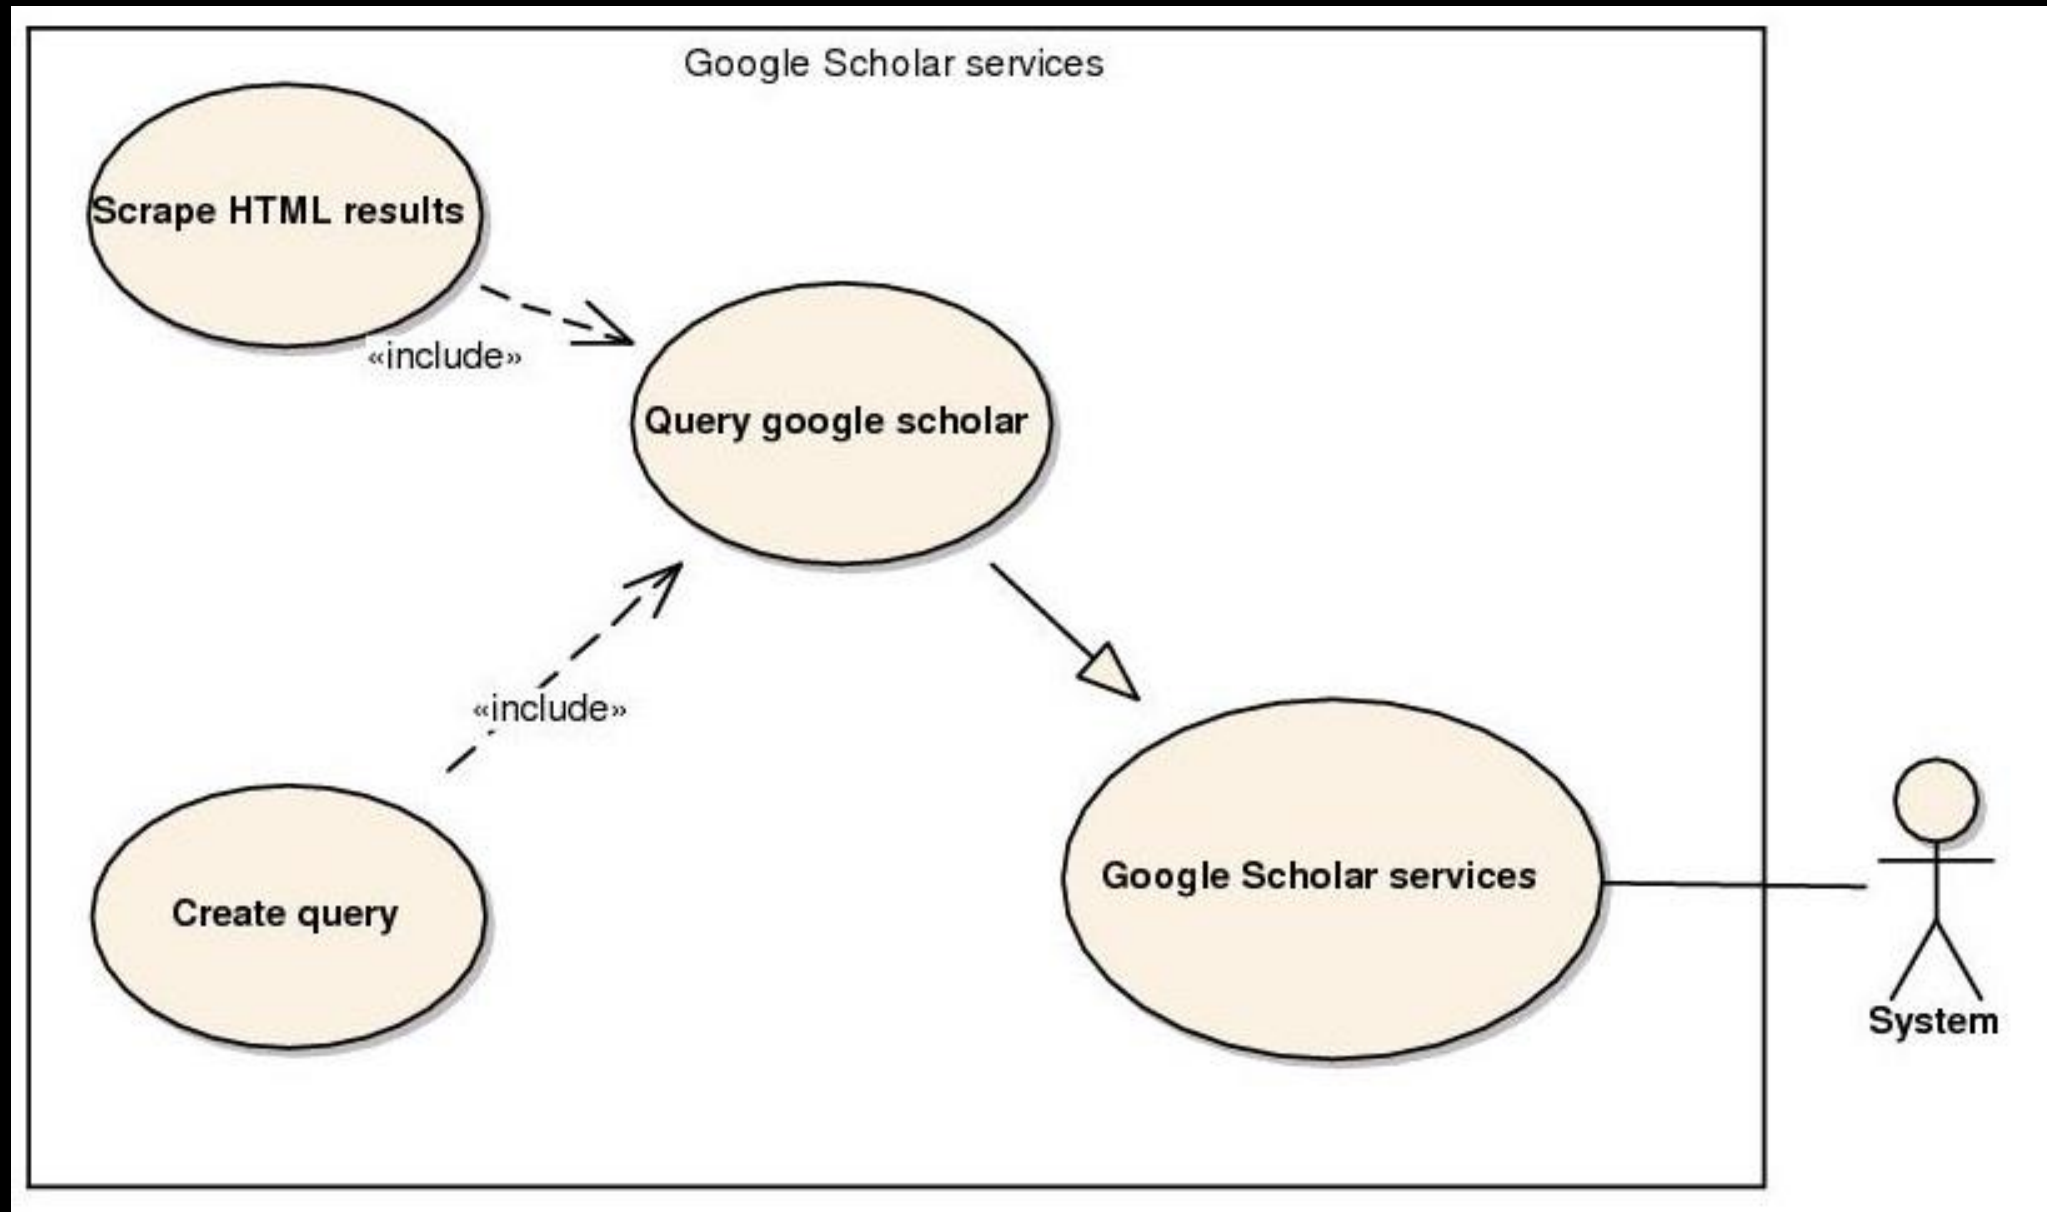 Google Scholar services
Scrape HTML results
«include»
Query google scholar
«include»
Google Scholar services
Create query
System